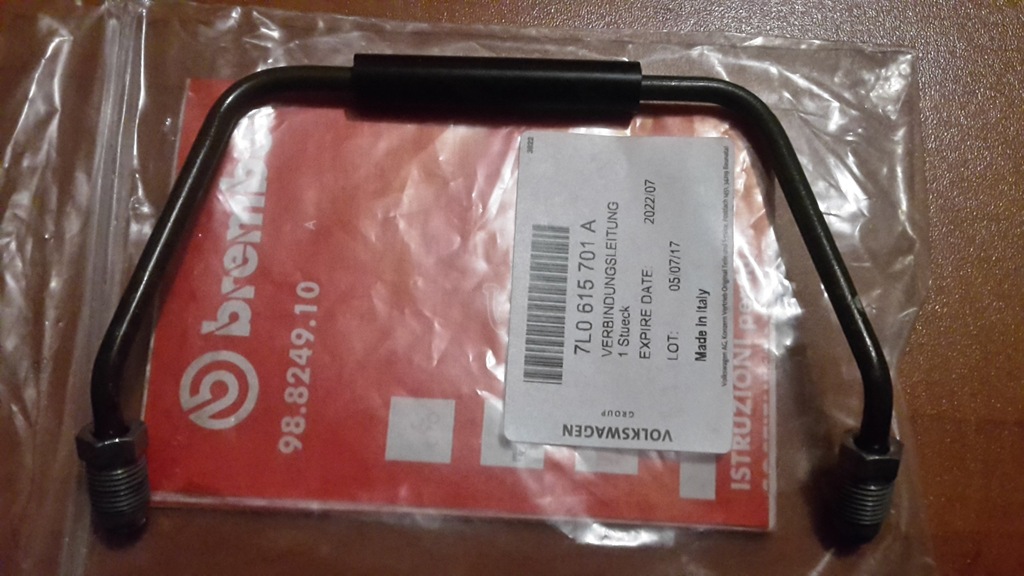 brembo
98.8249.10
ISTRUZIONI PER
7L0 615 701 A
VERBINDUNGSLEITUNG
1 Stueck
EXPIRE DATE 2022/07
LOT: 05/07/17
Made In Italy
VOLKSWAGEN
GROUP